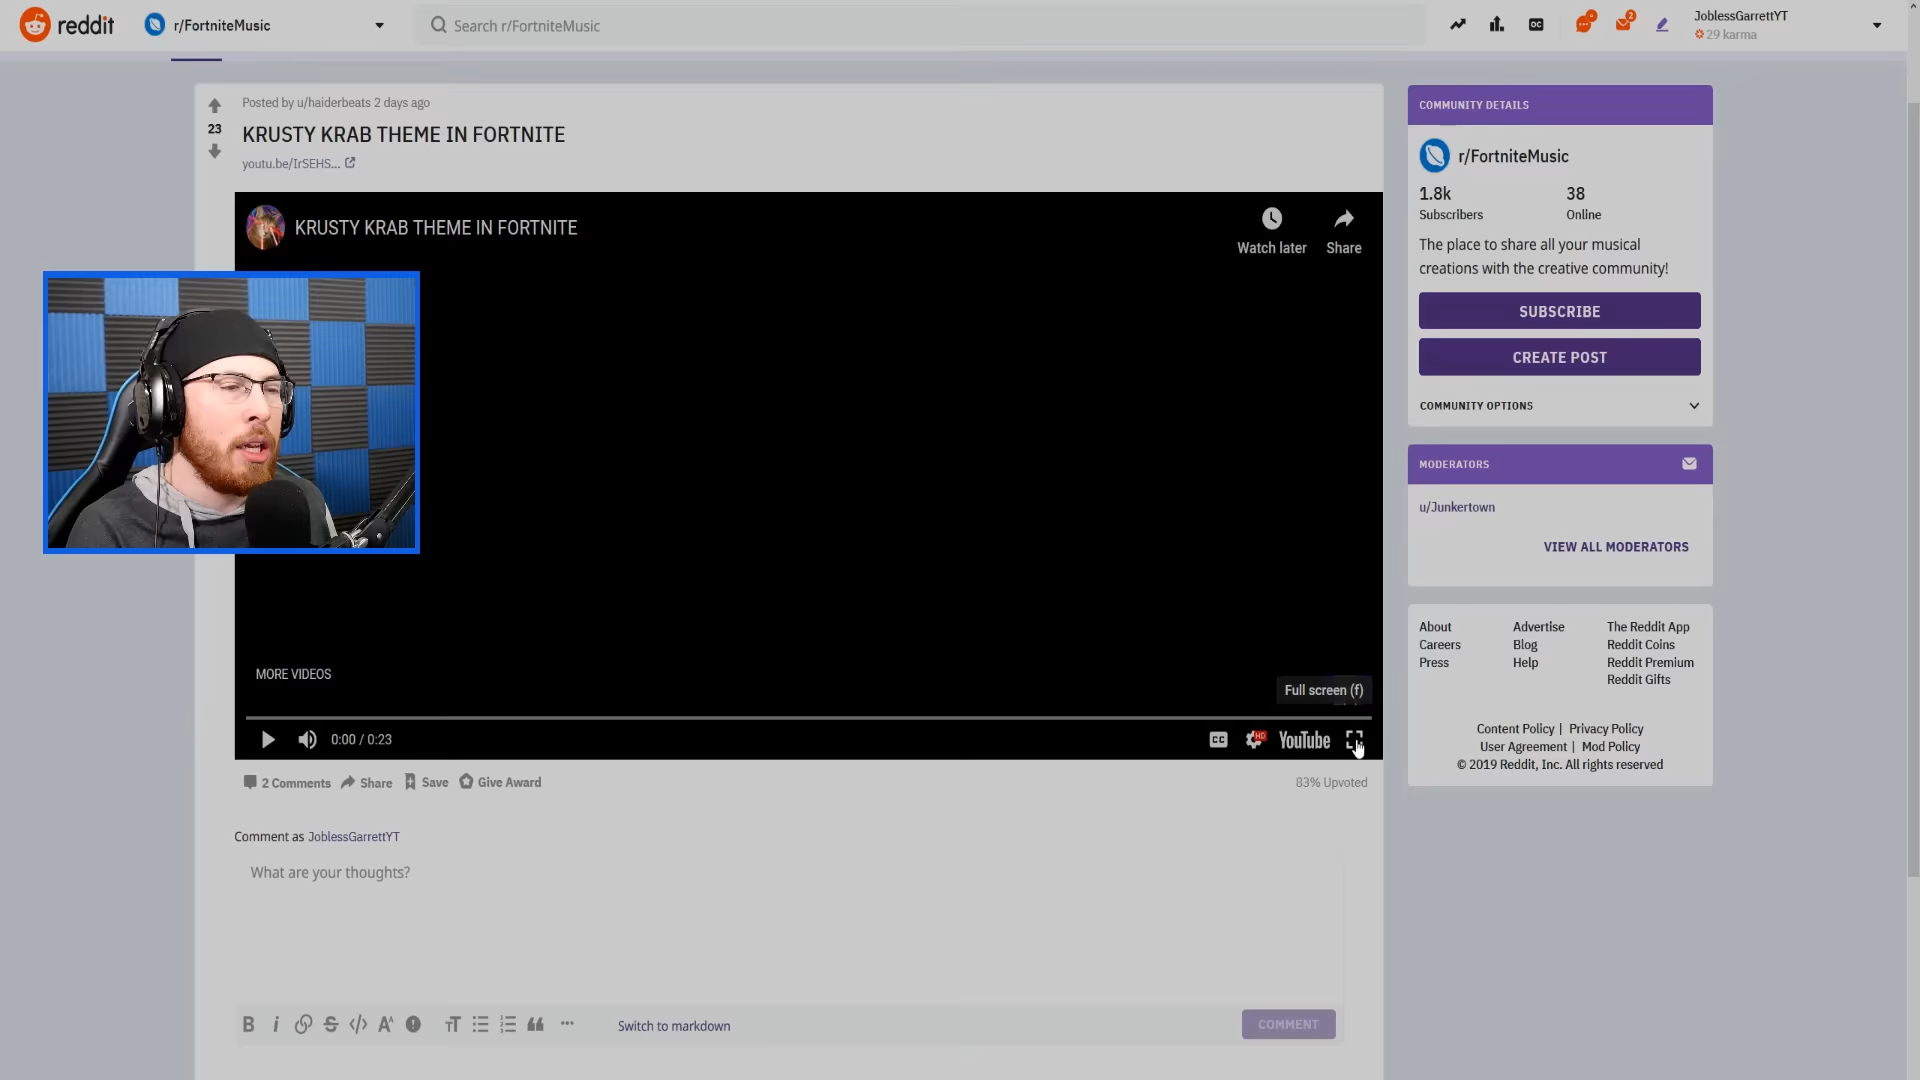 reddit
r/FortniteMusic
Search r/FortniteMusic
2
JoblessGarrettYT
29 karma
Posted by u/haiderbeats 2 days ago
23
KRUSTY KRAB THEME IN FORTNITE
youtu.be/IrSEHS...
KRUSTY KRAB THEME IN FORTNITE
Watch later
Share
MORE VIDEOS
Full screen (f)
0:00 / 0:23
CC
HD
YouTube
2 Comments
Share
Save
Give Award
83% Upvoted
Comment as JoblessGarrettYT
What are your thoughts?
Switch to markdown
COMMENT
COMMUNITY DETAILS
r/FortniteMusic
1.8k
38
Subscribers
Online
The place to share all your musical
creations with the creative community!
SUBSCRIBE
CREATE POST
COMMUNITY OPTIONS
MODERATORS
u/Junkertown
VIEW ALL MODERATORS
About
Advertise
The Reddit App
Careers
Blog
Reddit Coins
Press
Help
Reddit Premium
Reddit Gifts
Content Policy | Privacy Policy
User Agreement | Mod Policy
© 2019 Reddit, Inc. All rights reserved